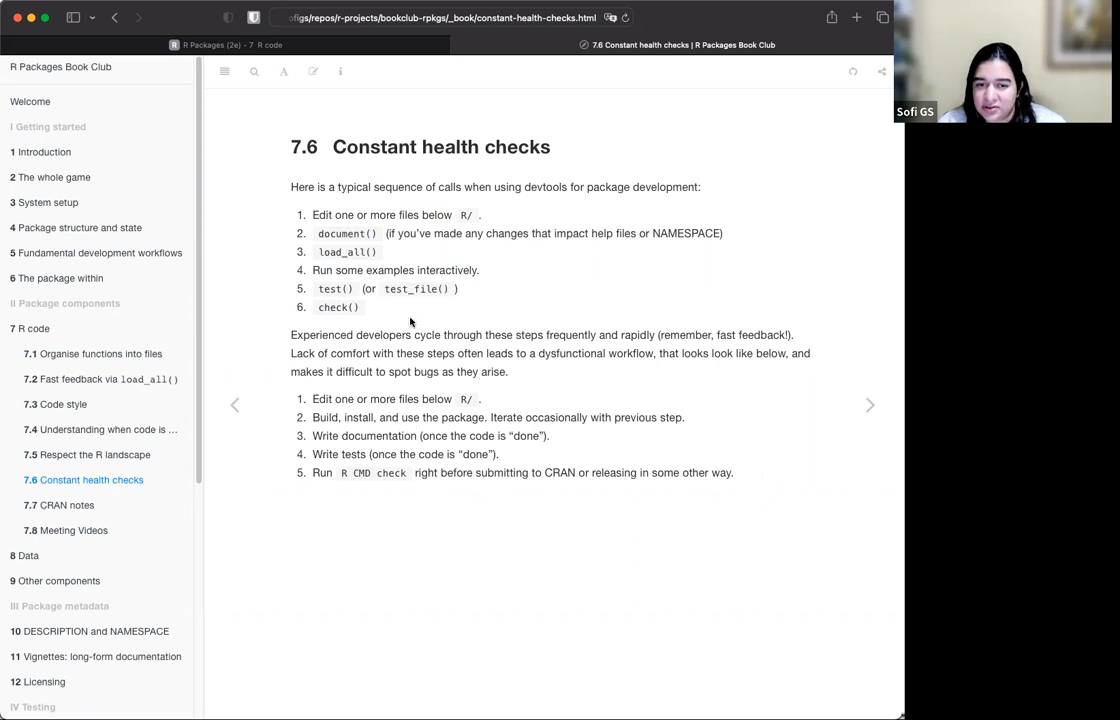 ofigs/repos/r-projects/bookclub-rpkgs/_book/constant-health-checks.html
R Packages (2e) - 7 R code
7.6 Constant health checks | R Packages Book Club
R Packages Book Club
Welcome
I Getting started
1 Introduction
2 The whole game
3 System setup
4 Package structure and state
5 Fundamental development workflows
6 The package within
II Package components
7 R code
7.1 Organise functions into files
7.2 Fast feedback via load_all()
7.3 Code style
7.4 Understanding when code is ...
7.5 Respect the R landscape
7.6 Constant health checks
7.7 CRAN notes
7.8 Meeting Videos
8 Data
9 Other components
III Package metadata
10 DESCRIPTION and NAMESPACE
11 Vignettes: long-form documentation
12 Licensing
IV Testing
7.6 Constant health checks
Here is a typical sequence of calls when using devtools for package development:
1. Edit one or more files below R/ .
2. document() (if you've made any changes that impact help files or NAMESPACE)
3. load_all()
4. Run some examples interactively.
5. test() (or test_file() )
6. check()
Experienced developers cycle through these steps frequently and rapidly (remember, fast feedback!).
Lack of comfort with these steps often leads to a dysfunctional workflow, that looks look like below, and
makes it difficult to spot bugs as they arise.
1. Edit one or more files below R/ .
2. Build, install, and use the package. Iterate occasionally with previous step.
3. Write documentation (once the code is “done”).
4. Write tests (once the code is “done”).
5. Run R CMD check right before submitting to CRAN or releasing in some other way.
Sofi GS